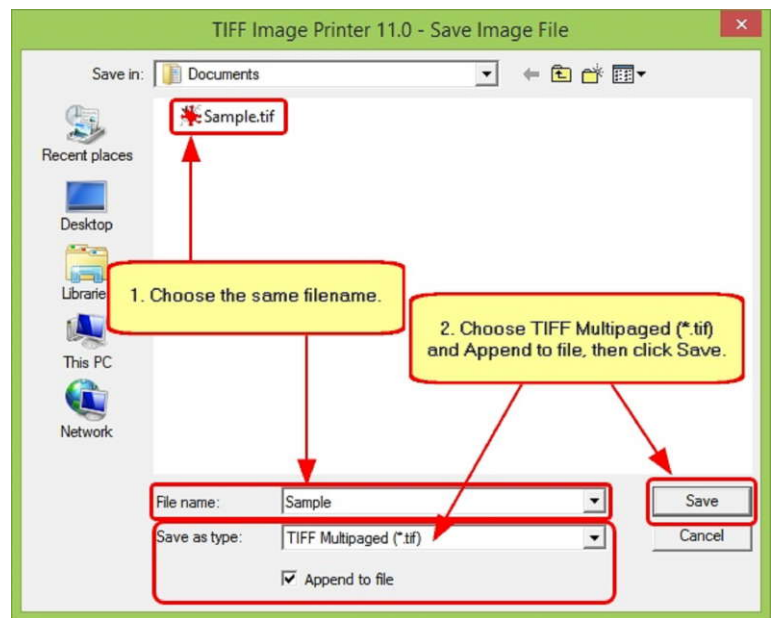 TIFF Image Printer 11.0 - Save Image File
Save in:
Documents
Sample.tif
Recent places
Desktop
Librarie
1. Choose the same filename.
2. Choose TIFF Multipaged (*.tif)
and Append to file, then click Save.
This PC
Network
File name:
Sample
Save
Save as type:
TIFF Multipaged (*.tif)
Cancel
Append to file